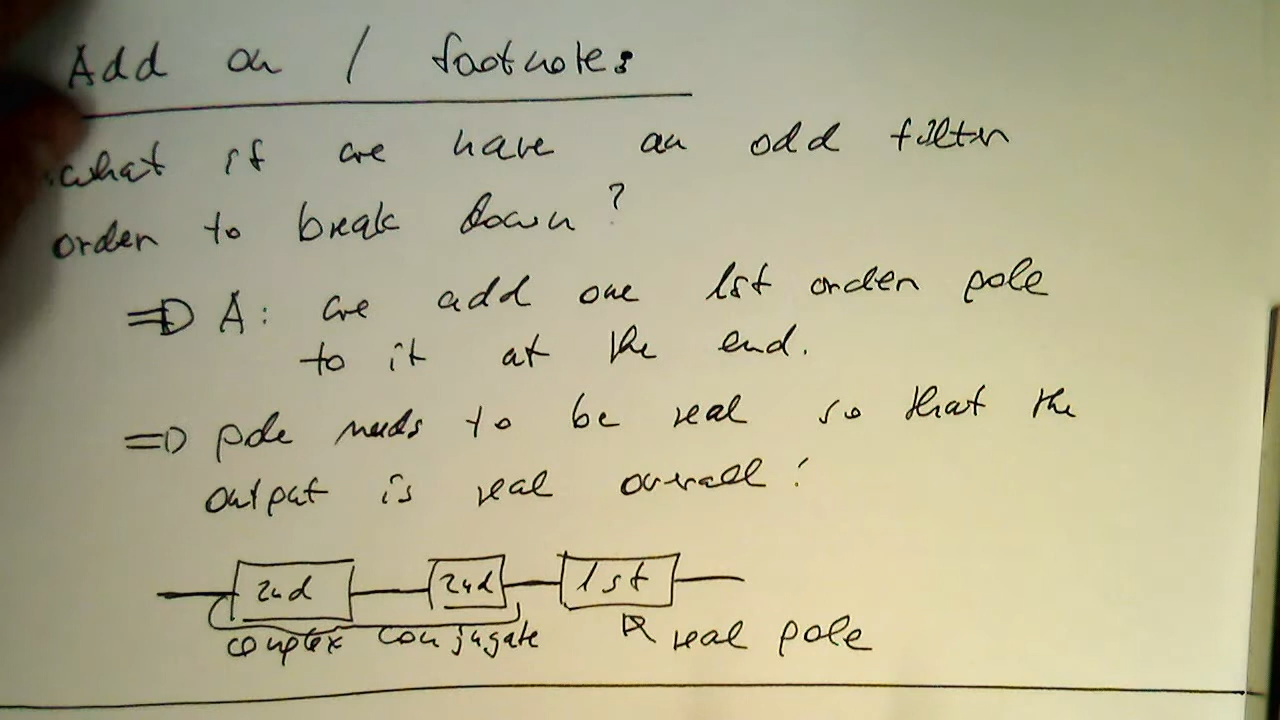 Add on / footnote:
what if we have an odd filter
order to break down?
⇒ A: we add one 1st order pole
to it at the end.
⇒ pole needs to be real so that the
output is real overall!
2nd 2nd 1st
complex conjugate real pole